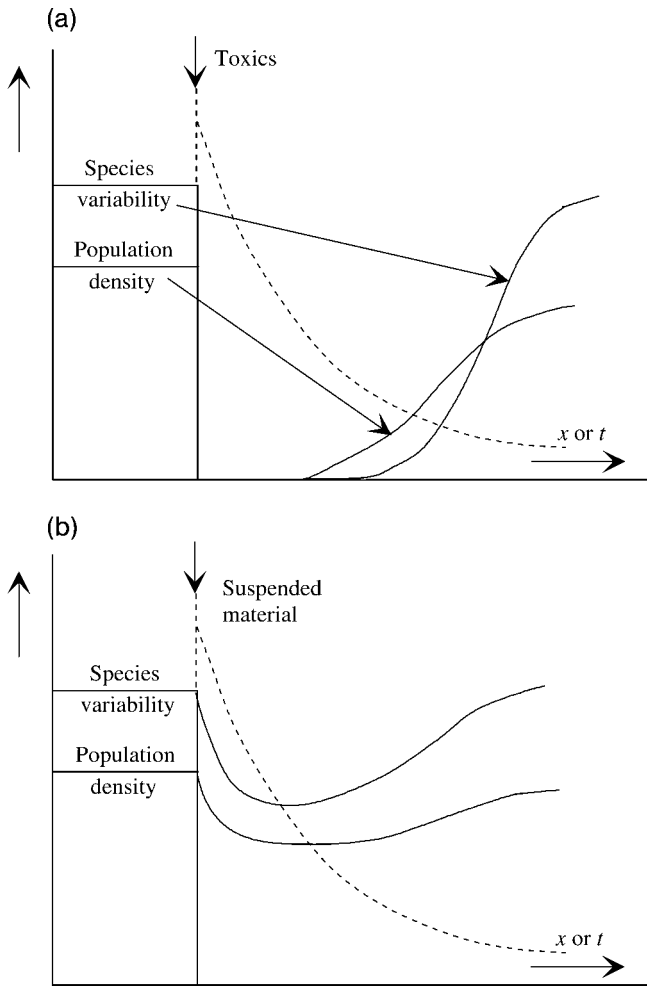 (a)
Toxics
Species
variability
Population
density
x or t
(b)
Suspended
material
Species
variability
Population
density
x or t